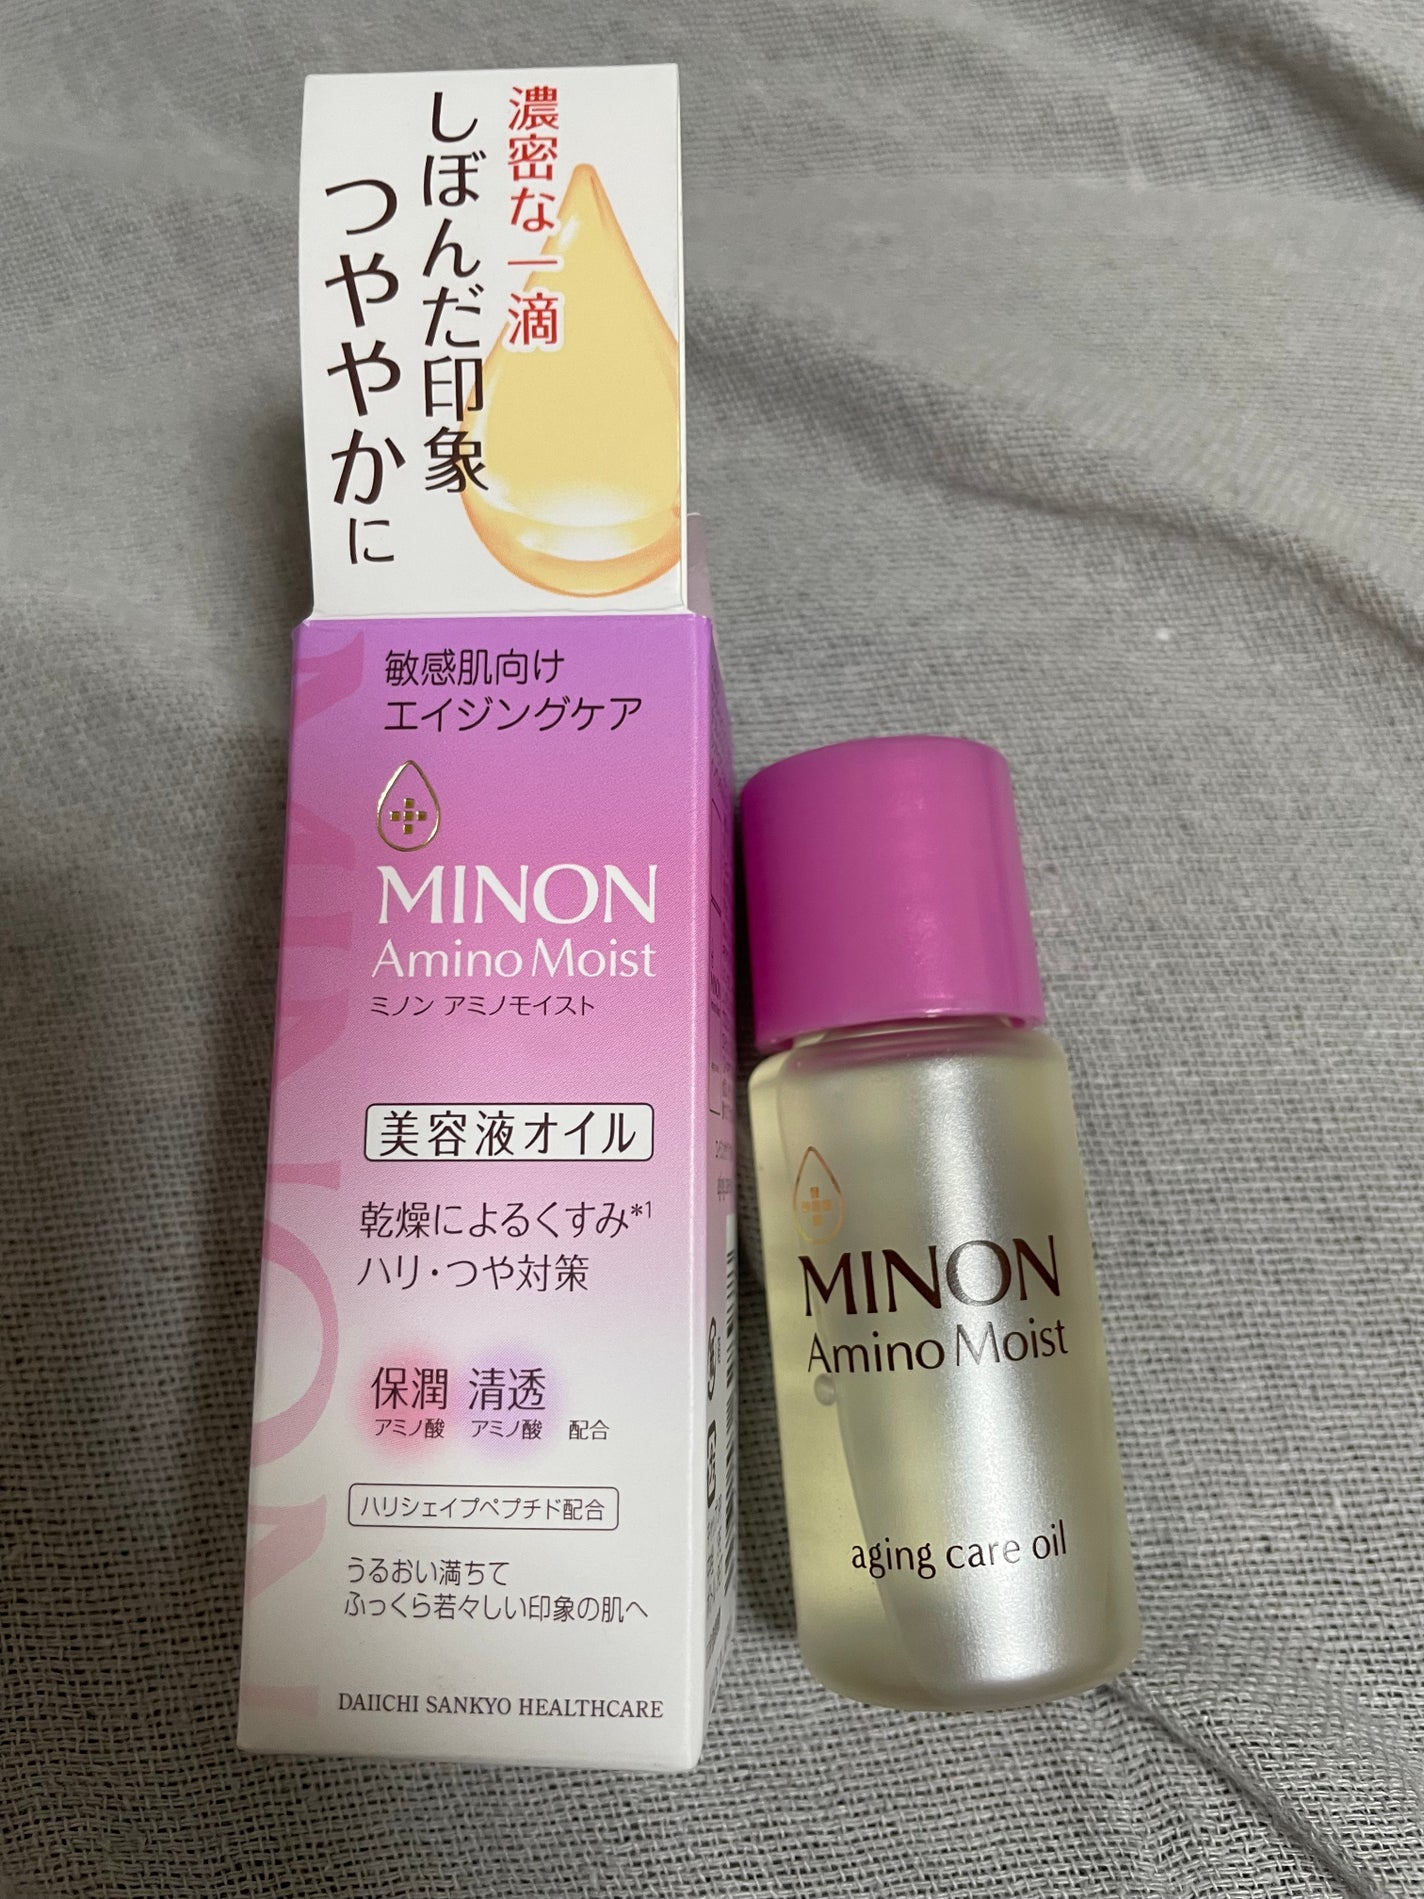 濃密な一滴
しぼんだ印象
つややかに
敏感肌向け
エイジングケア
MINON
Amino Moist
ミノン アミノモイスト
美容液オイル
乾燥によるくすみ*1
ハリ・つや対策
保潤 清透
アミノ酸 アミノ酸 配合
ハリシェイプペプチド配合
うるおい満ちて
ふっくら若々しい印象の肌へ
DAIICHI SANKYO HEALTHCARE
MINON
MINON
Amino Moist
aging care oil